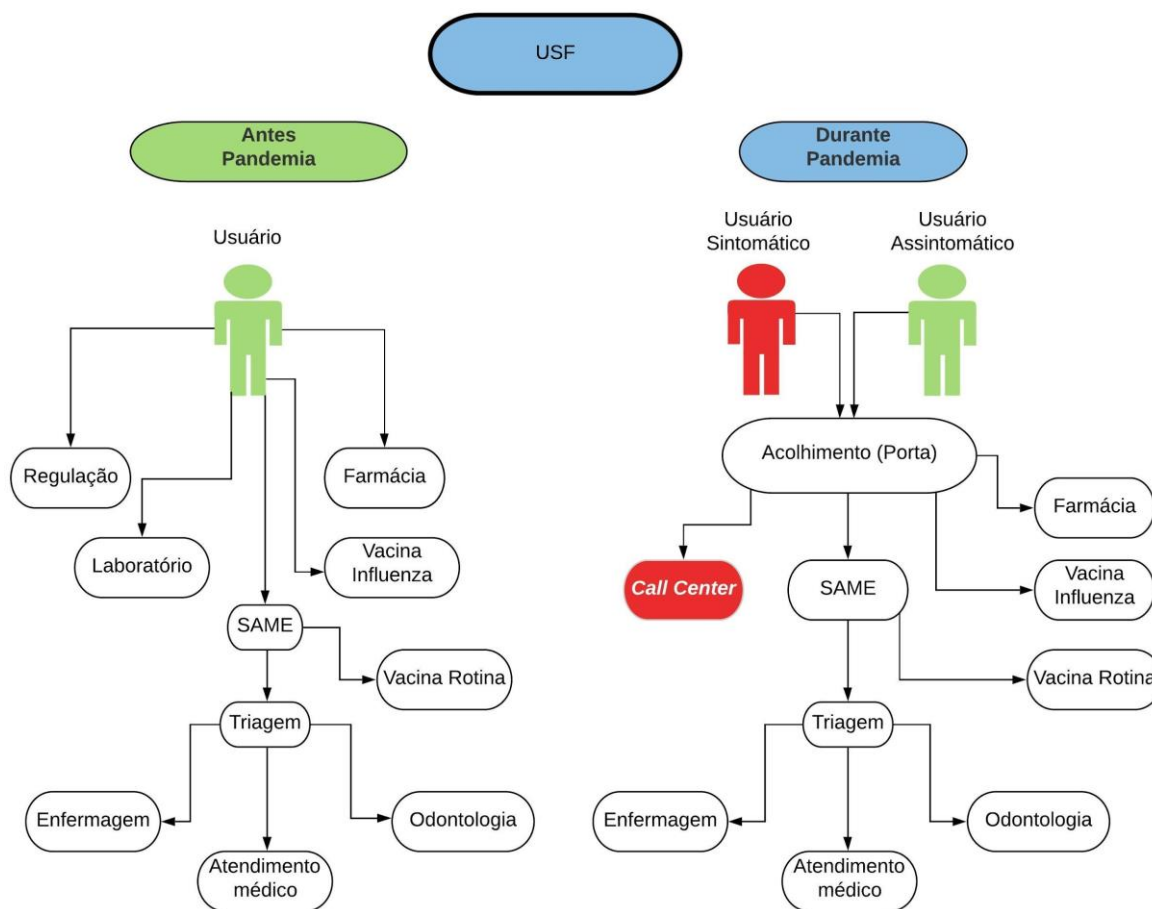 USF
Antes
Pandemia
Usuário
Regulação
Farmácia
Laboratório
Vacina
Influenza
SAME
Vacina Rotina
Triagem
Enfermagem
Odontologia
Atendimento
médico
Durante
Pandemia
Usuário
Sintomático
Usuário
Assintomático
Acolhimento (Porta)
Farmácia
Call Center
SAME
Vacina
Influenza
Vacina Rotina
Triagem
Enfermagem
Odontologia
Atendimento
médico